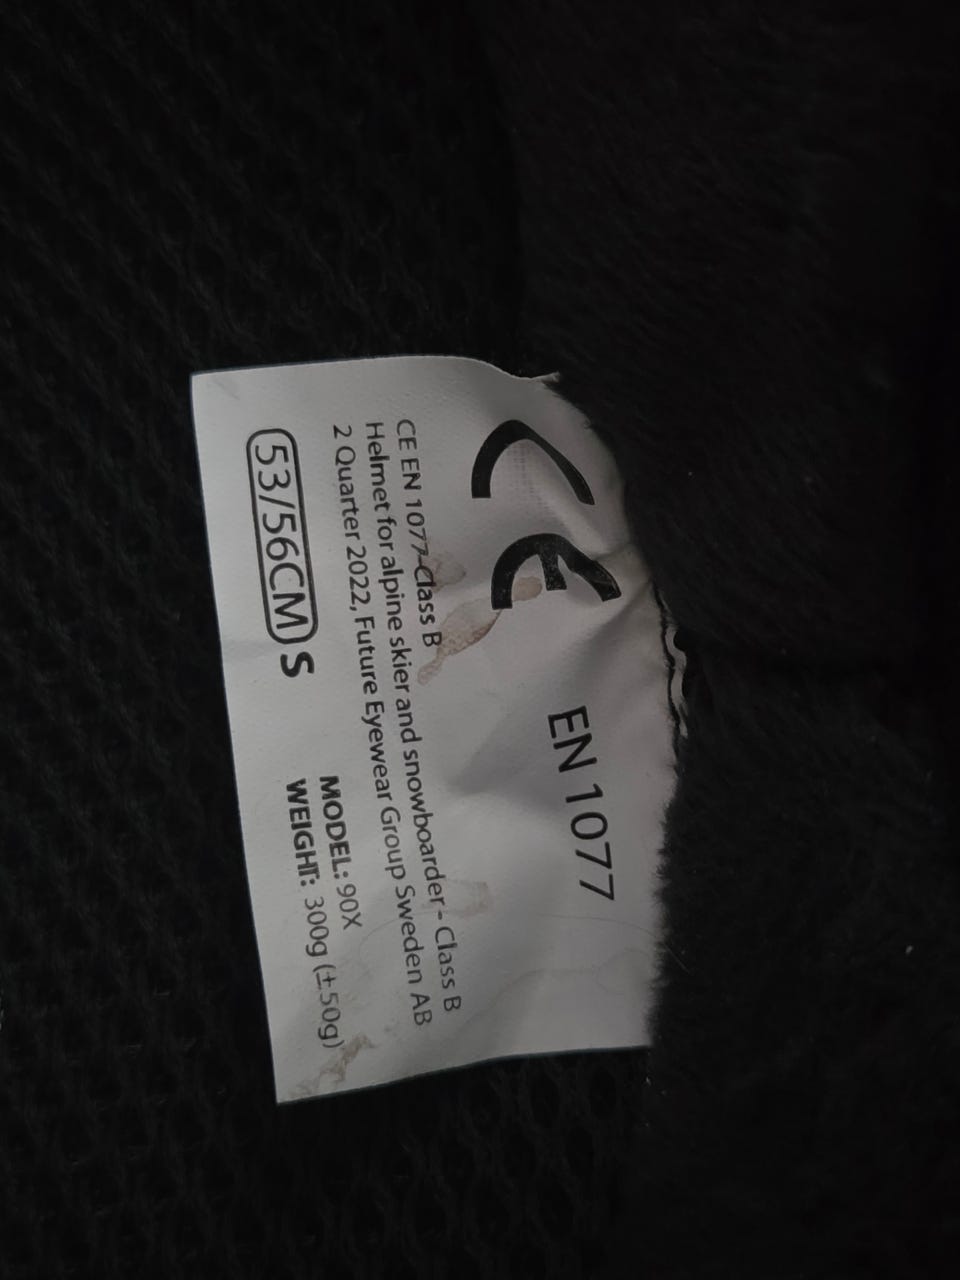 CE EN 1077
CE EN 1077-Class B
Helmet for alpine skier and snowboarder - Class B
2 Quarter 2022, Future Eyewear Group Sweden AB
53/56CM S
MODEL: 90X
WEIGHT: 300g (±50g)